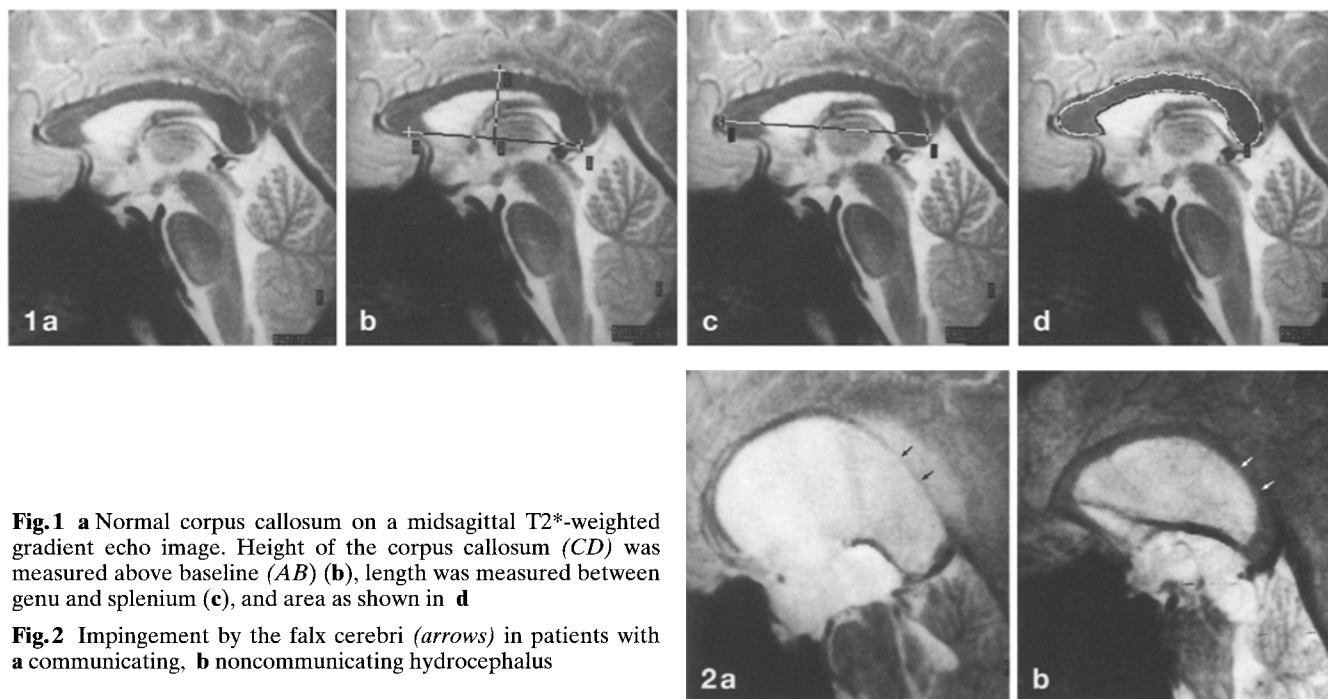 1a
b
c
d
Fig.1 a Normal corpus callosum on a midsagittal T2*-weighted
gradient echo image. Height of the corpus callosum (CD) was
measured above baseline (AB) (b), length was measured between
genu and splenium (c), and area as shown in d
Fig.2 Impingement by the falx cerebri (arrows) in patients with
a communicating, b noncommunicating hydrocephalus
2a
b